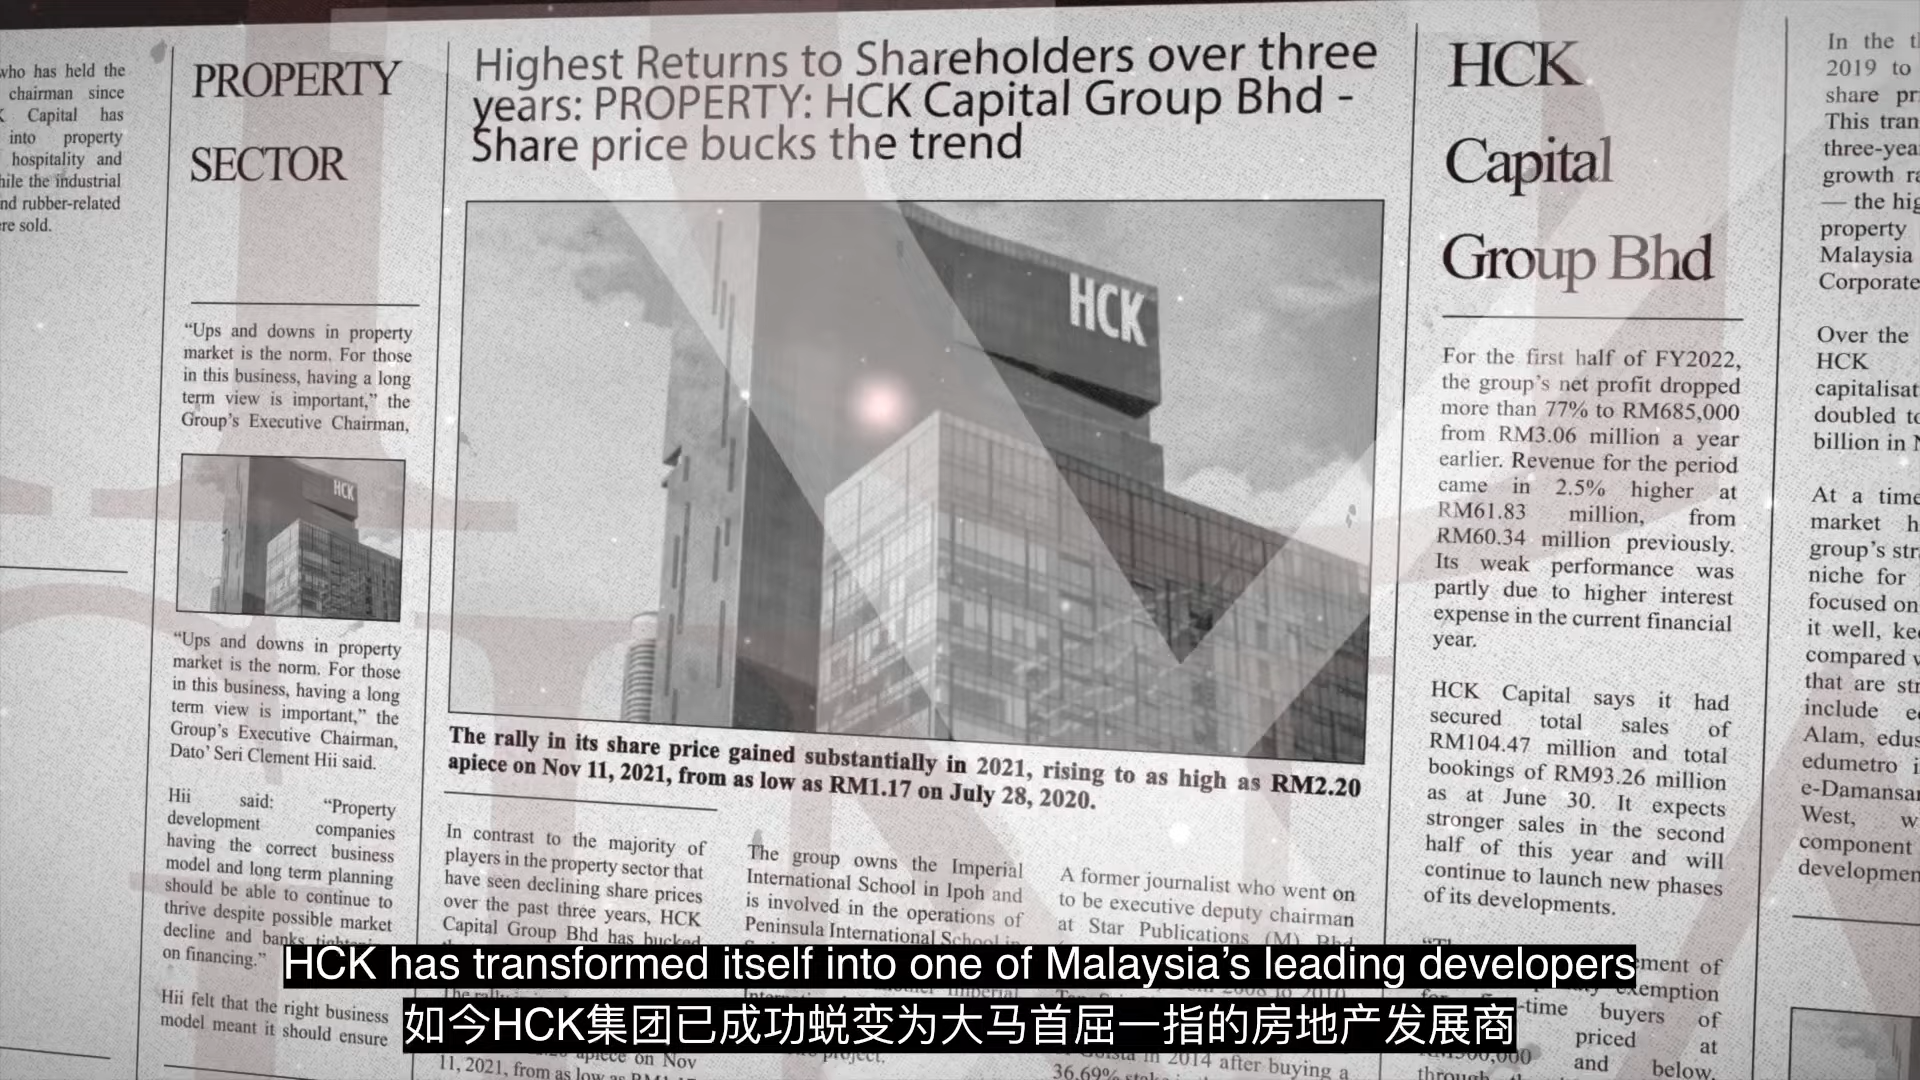 who has held the
chairman since
Capital has
into property
hospitality and
while the industrial
and rubber-related
were sold.
PROPERTY
SECTOR
“Ups and downs in property
market is the norm. For those
in this business, having a long
term view is important,” the
Group’s Executive Chairman,
HCK
“Ups and downs in property
market is the norm. For those
in this business, having a long
term view is important,” the
Group’s Executive Chairman,
Dato’ Seri Clement Hii said.
Hii said: “Property
development companies
having the correct business
model and long term planning
should be able to continue to
thrive despite possible market
decline and banks
on financing.”
Hii felt that the right business
model meant it should ensure
Highest Returns to Shareholders over three
years: PROPERTY: HCK Capital Group Bhd -
Share price bucks the trend
HCK
The rally in its share price gained substantially in 2021, rising to as high as RM2.20
apiece on Nov 11, 2021, from as low as RM1.17 on July 28, 2020.
In contrast to the majority of
players in the property sector that
have seen declining share prices
over the past three years, HCK
Capital Group Bhd has bucked
apiece on Nov
11, 2021, from as low as
The group owns the Imperial
International School in Ipoh and
is involved in the operations of
Peninsula International School in
project.
A former journalist who went on
to be executive deputy chairman
at Star Publications (M) Bhd
in 2014 after buying a
36.69%
HCK
Capital
Group Bhd
For the first half of FY2022,
the group’s net profit dropped
more than 77% to RM685,000
from RM3.06 million a year
earlier. Revenue for the period
came in 2.5% higher at
RM61.83 million, from
RM60.34 million previously.
Its weak performance was
partly due to higher interest
expense in the current financial
year.
HCK Capital says it had
secured total sales of
RM104.47 million and total
bookings of RM93.26 million
as at June 30. It expects
stronger sales in the second
half of this year and will
continue to launch new phases
of its developments.
exemption
buyers of
priced at
and below,
through
In the
2019 to
share
This
three-year
growth
— the
property
Malaysia
Corporate
Over the
HCK
doubled
billion in
At a time
market
group’s
niche for
focused on
it well,
compared
that are
include
Alam,
edumetro
West,
component
HCK has transformed itself into one of Malaysia’s leading developers
如今HCK集团已成功蜕变为大马首屈一指的房地产发展商